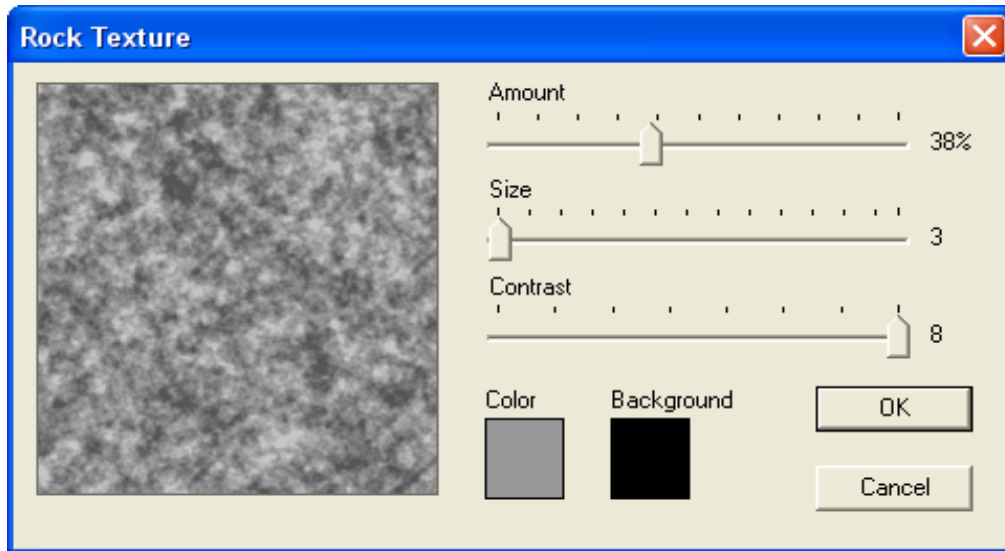 Rock Texture
Amount
38%
Size
3
Contrast
8
Color Background
OK
Cancel